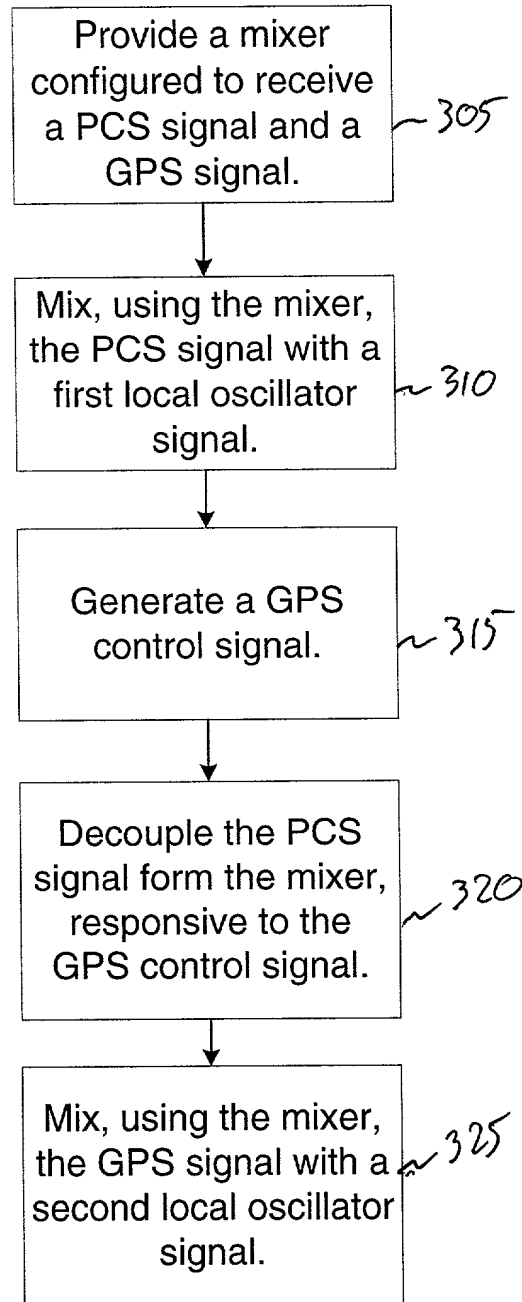 Provide a mixer
configured to receive
a PCS signal and a
GPS signal.
305
Mix, using the mixer,
the PCS signal with a
first local oscillator
signal.
310
Generate a GPS
control signal.
315
Decouple the PCS
signal form the mixer,
responsive to the
GPS control signal.
320
Mix, using the mixer,
the GPS signal with a
second local oscillator
signal.
325